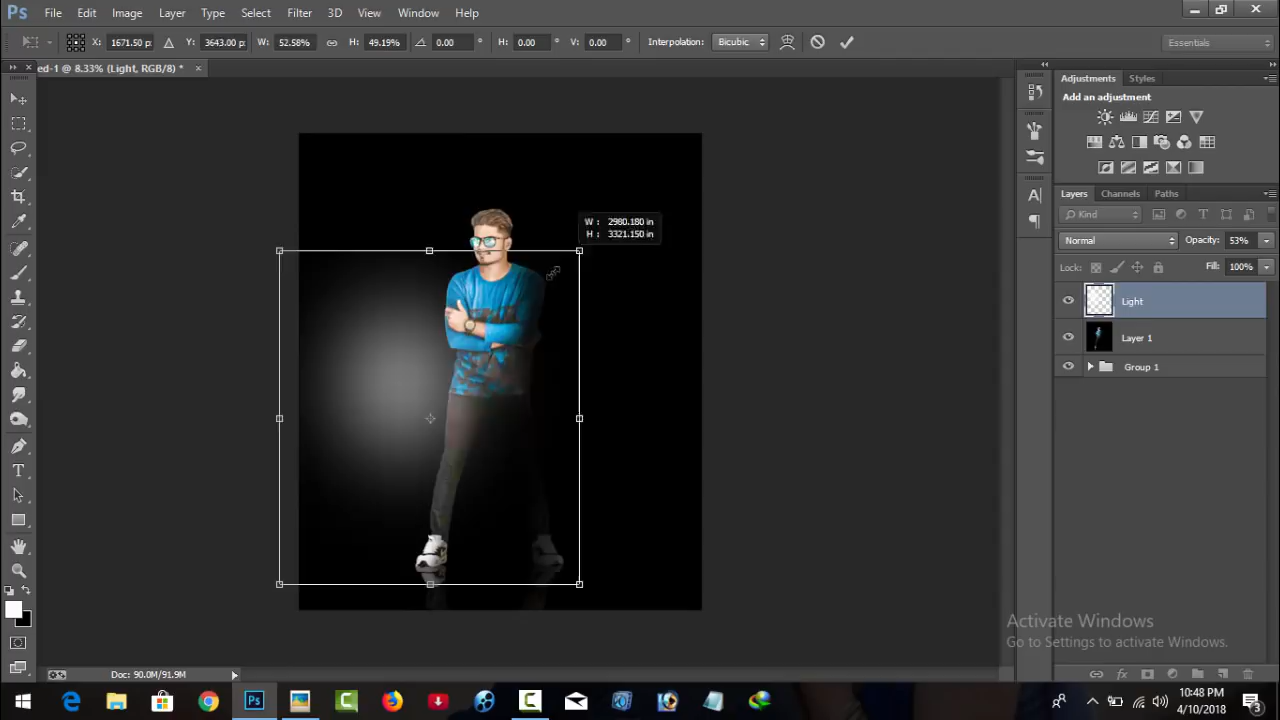 Ps File Edit Image Layer Type Select Filter 3D View Window Help
X: 1671.50 p: Y: 3643.00 p: W: 52.58% H: 49.19% 0.00 ° H: 0.00 ° V: 0.00 ° Interpolation: Bicubic Essentials
ed-1 @ 8.33% (Light, RGB/8) * ×
Adjustments Styles
Add an adjustment
Layers Channels Paths
Kind
Normal Opacity: 53%
Lock: Fill: 100%
Light
Layer 1
Group 1
W : 2980.180 in
H : 3321.150 in
Activate Windows
Go to Settings to activate Windows.
Doc: 90.0M/91.9M
10:48 PM
4/10/2018